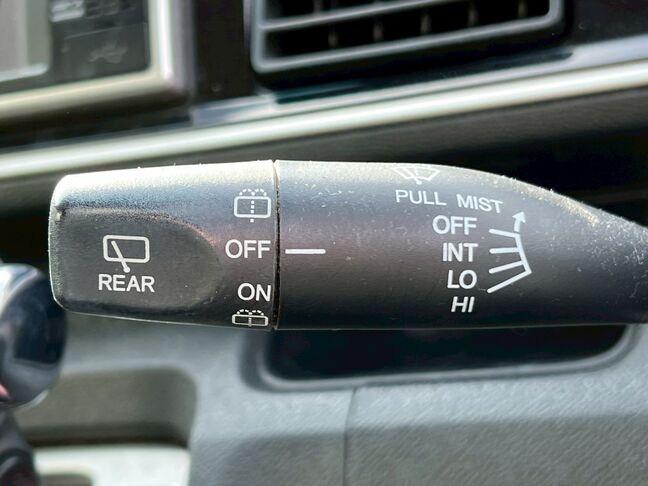 REAR
OFF
ON
PULL MIST
OFF
INT
LO
HI